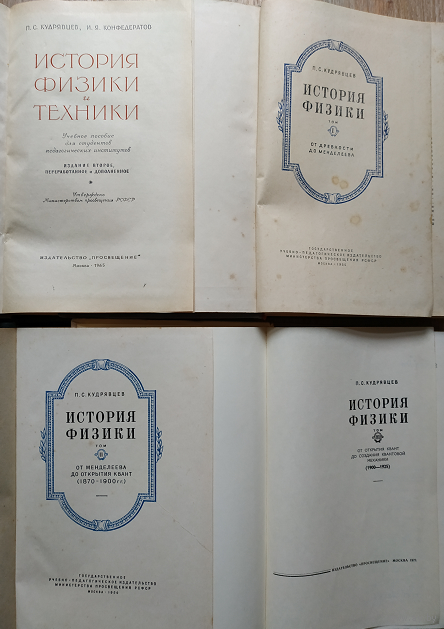 П. С. КУДРЯВЦЕВ, И. Я. КОНФЕДЕРАТОВ
ИСТОРИЯ
ФИЗИКИ
и
ТЕХНИКИ
Учебное пособие
для студентов
педагогических институтов
ИЗДАНИЕ ВТОРОЕ,
ПЕРЕРАБОТАННОЕ и ДОПОЛНЕННОЕ
Утверждено
Министерством просвещения РСФСР
ИЗДАТЕЛЬСТВО „ПРОСВЕЩЕНИЕ"
Москва - 1965
П. С. КУДРЯВЦЕВ
ИСТОРИЯ
ФИЗИКИ
ТОМ
I
ОТ ДРЕВНОСТИ
ДО МЕНДЕЛЕЕВА
ГОСУДАРСТВЕННОЕ
УЧЕБНО-ПЕДАГОГИЧЕСКОЕ ИЗДАТЕЛЬСТВО
МИНИСТЕРСТВА ПРОСВЕЩЕНИЯ РСФСР
МОСКВА · 1956
П. С. КУДРЯВЦЕВ
ИСТОРИЯ
ФИЗИКИ
ТОМ
II
ОТ МЕНДЕЛЕЕВА
ДО ОТКРЫТИЯ КВАНТ
(1870-1900 гг.)
ГОСУДАРСТВЕННОЕ
УЧЕБНО-ПЕДАГОГИЧЕСКОЕ ИЗДАТЕЛЬСТВО
МИНИСТЕРСТВА ПРОСВЕЩЕНИЯ РСФСР
МОСКВА · 1956
П. С. КУДРЯВЦЕВ
ИСТОРИЯ
ФИЗИКИ
ТОМ
III
ОТ ОТКРЫТИЯ КВАНТ
ДО СОЗДАНИЯ КВАНТОВОЙ
МЕХАНИКИ
(1900—1925)
ИЗДАТЕЛЬСТВО «ПРОСВЕЩЕНИЕ» МОСКВА 1971